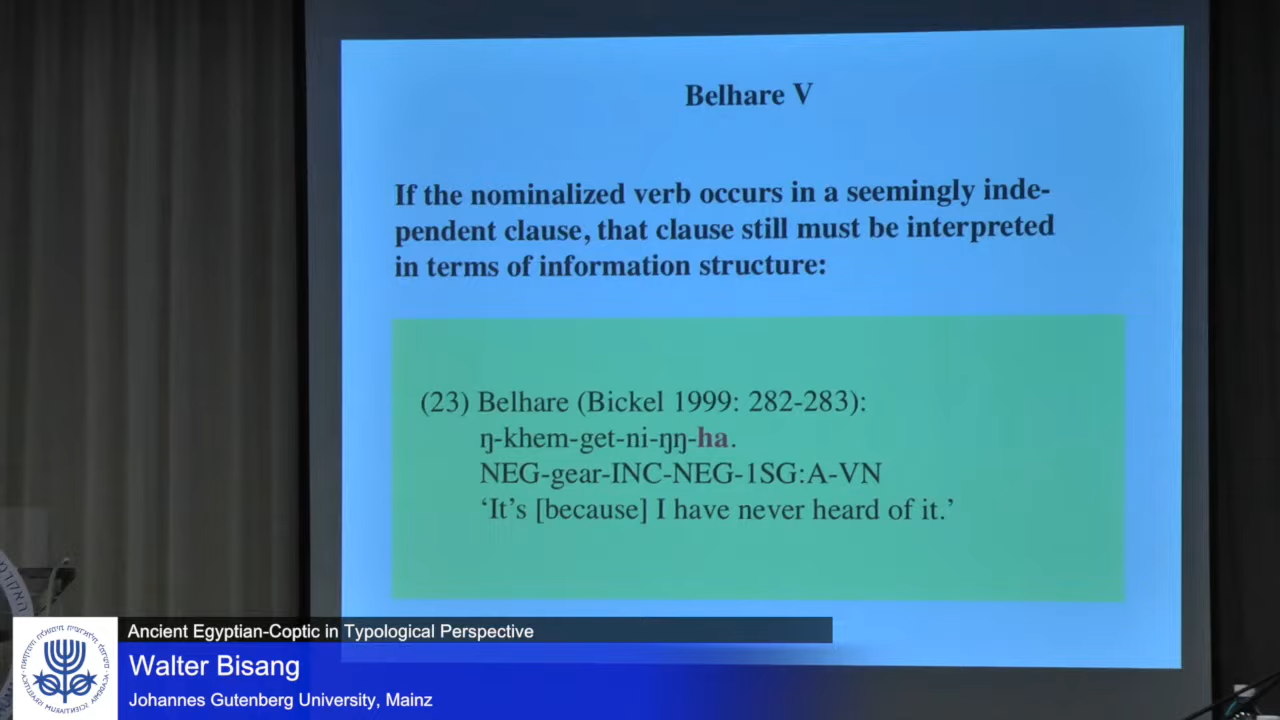 Belhare V
If the nominalized verb occurs in a seemingly inde-
pendent clause, that clause still must be interpreted
in terms of information structure:
(23) Belhare (Bickel 1999: 282-283):
ŋ-khem-get-ni-ŋŋ-ha.
NEG-gear-INC-NEG-1SG:A-VN
‘It’s [because] I have never heard of it.’
Ancient Egyptian-Coptic in Typological Perspective
Walter Bisang
Johannes Gutenberg University, Mainz